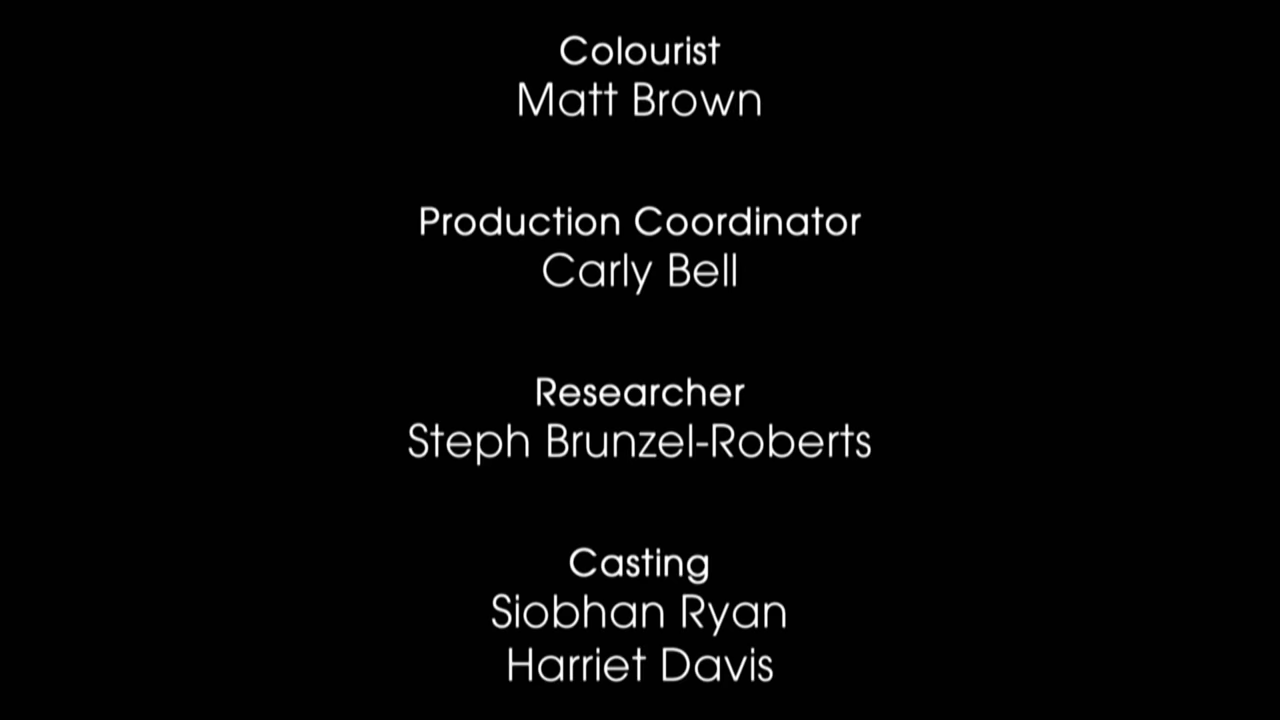 Colourist
Matt Brown
Production Coordinator
Carly Bell
Researcher
Steph Brunzel-Roberts
Casting
Siobhan Ryan
Harriet Davis